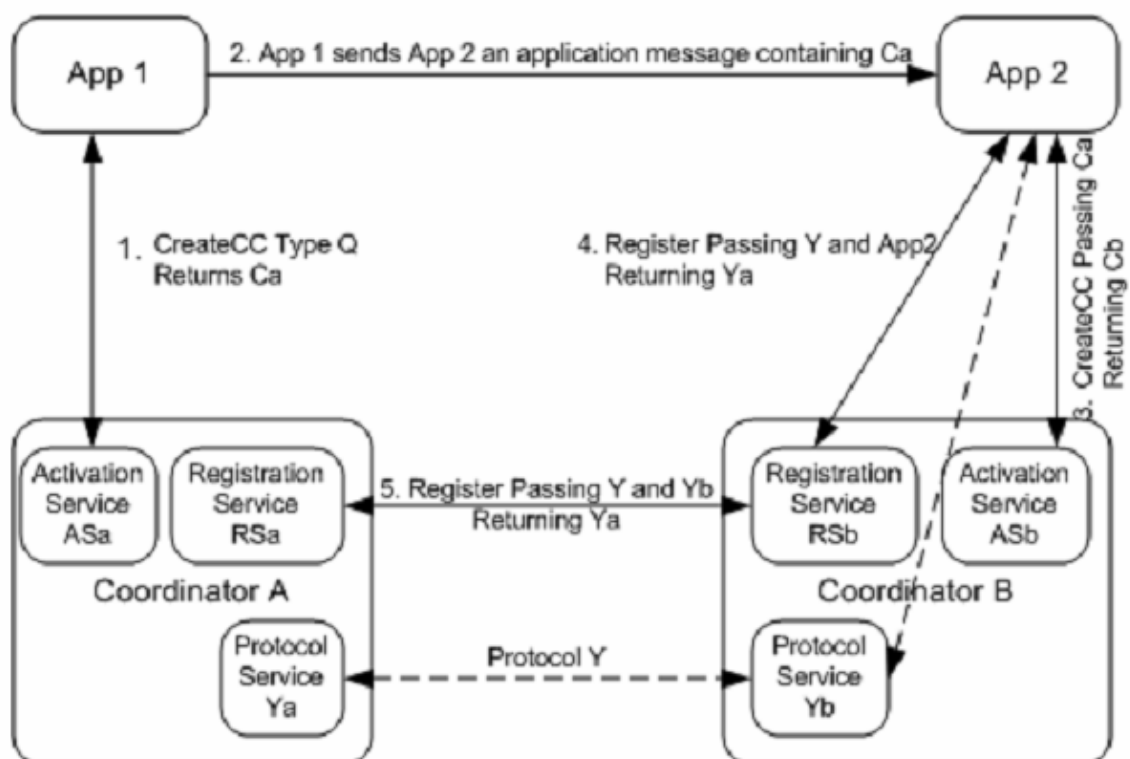 App 1
2. App 1 sends App 2 an application message containing Ca
App 2
1. CreateCC Type Q
Returns Ca
4. Register Passing Y and App2
Returning Ya
3. CreateCC Passing Ca
Returning Cb
Activation
Service
ASa
Registration
Service
RSa
5. Register Passing Y and Yb
Returning Ya
Registration
Service
RSb
Activation
Service
ASb
Coordinator A
Coordinator B
Protocol
Service
Ya
Protocol Y
Protocol
Service
Yb